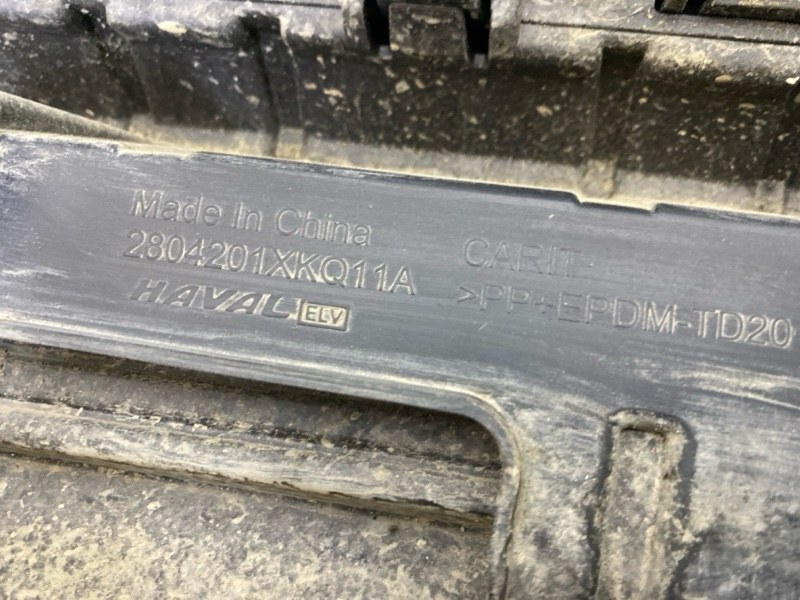 Made In China
2804201XKQ11A
HAVAL ELV
CARIT-
>PP+EPDM-TD20